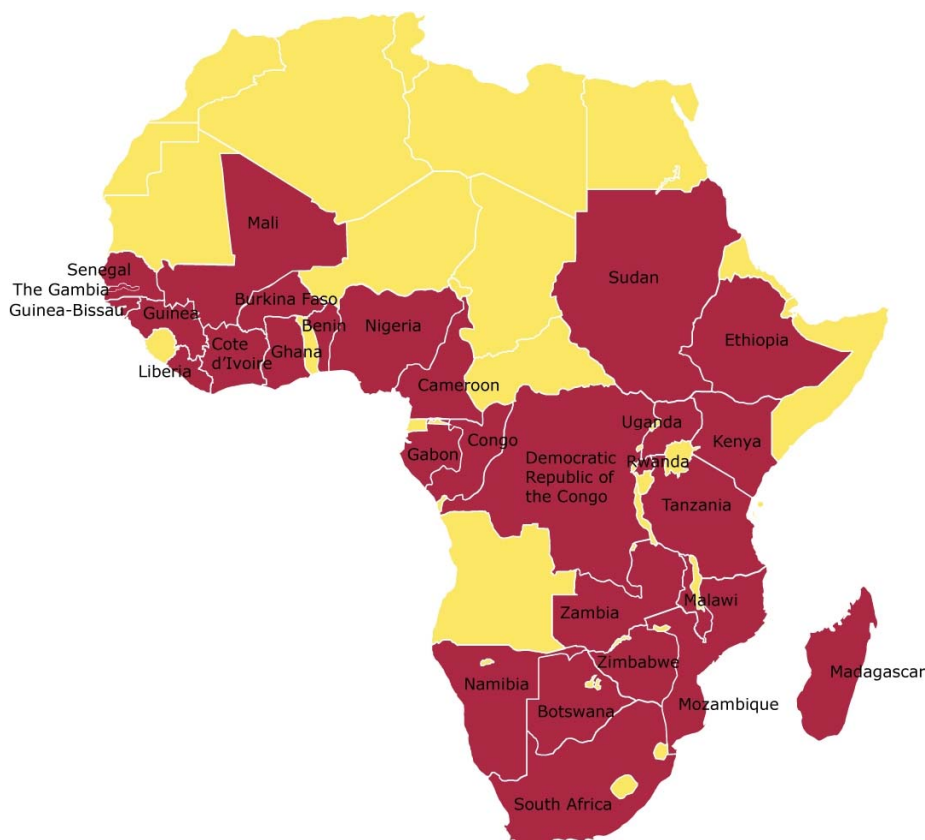 Mali
Senegal
The Gambia
Guinea-Bissau
Guinea
Burkina Faso
Benin
Nigeria
Sudan
Ethiopia
Cote
d'Ivoire
Ghana
Liberia
Cameroon
Uganda
Kenya
Congo
Gabon
Democratic
Republic of
the Congo
Rwanda
Tanzania
Malawi
Zambia
Zimbabwe
Madagascar
Namibia
Botswana
Mozambique
South Africa